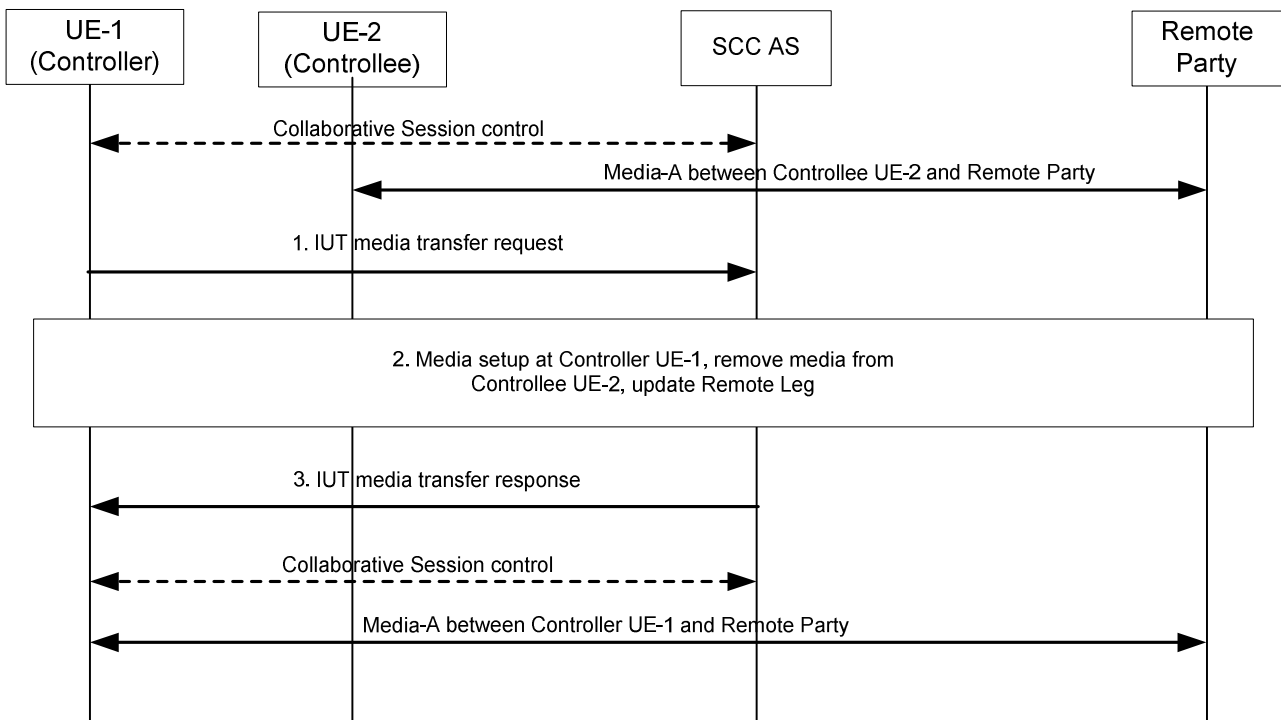 UE-1
(Controller)
UE-2
(Controllee)
SCC AS
Remote
Party
Collaborative Session control
Media-A between Controllee UE-2 and Remote Party
1. IUT media transfer request
2. Media setup at Controller UE-1, remove media from
Controllee UE-2, update Remote Leg
3. IUT media transfer response
Collaborative Session control
Media-A between Controller UE-1 and Remote Party